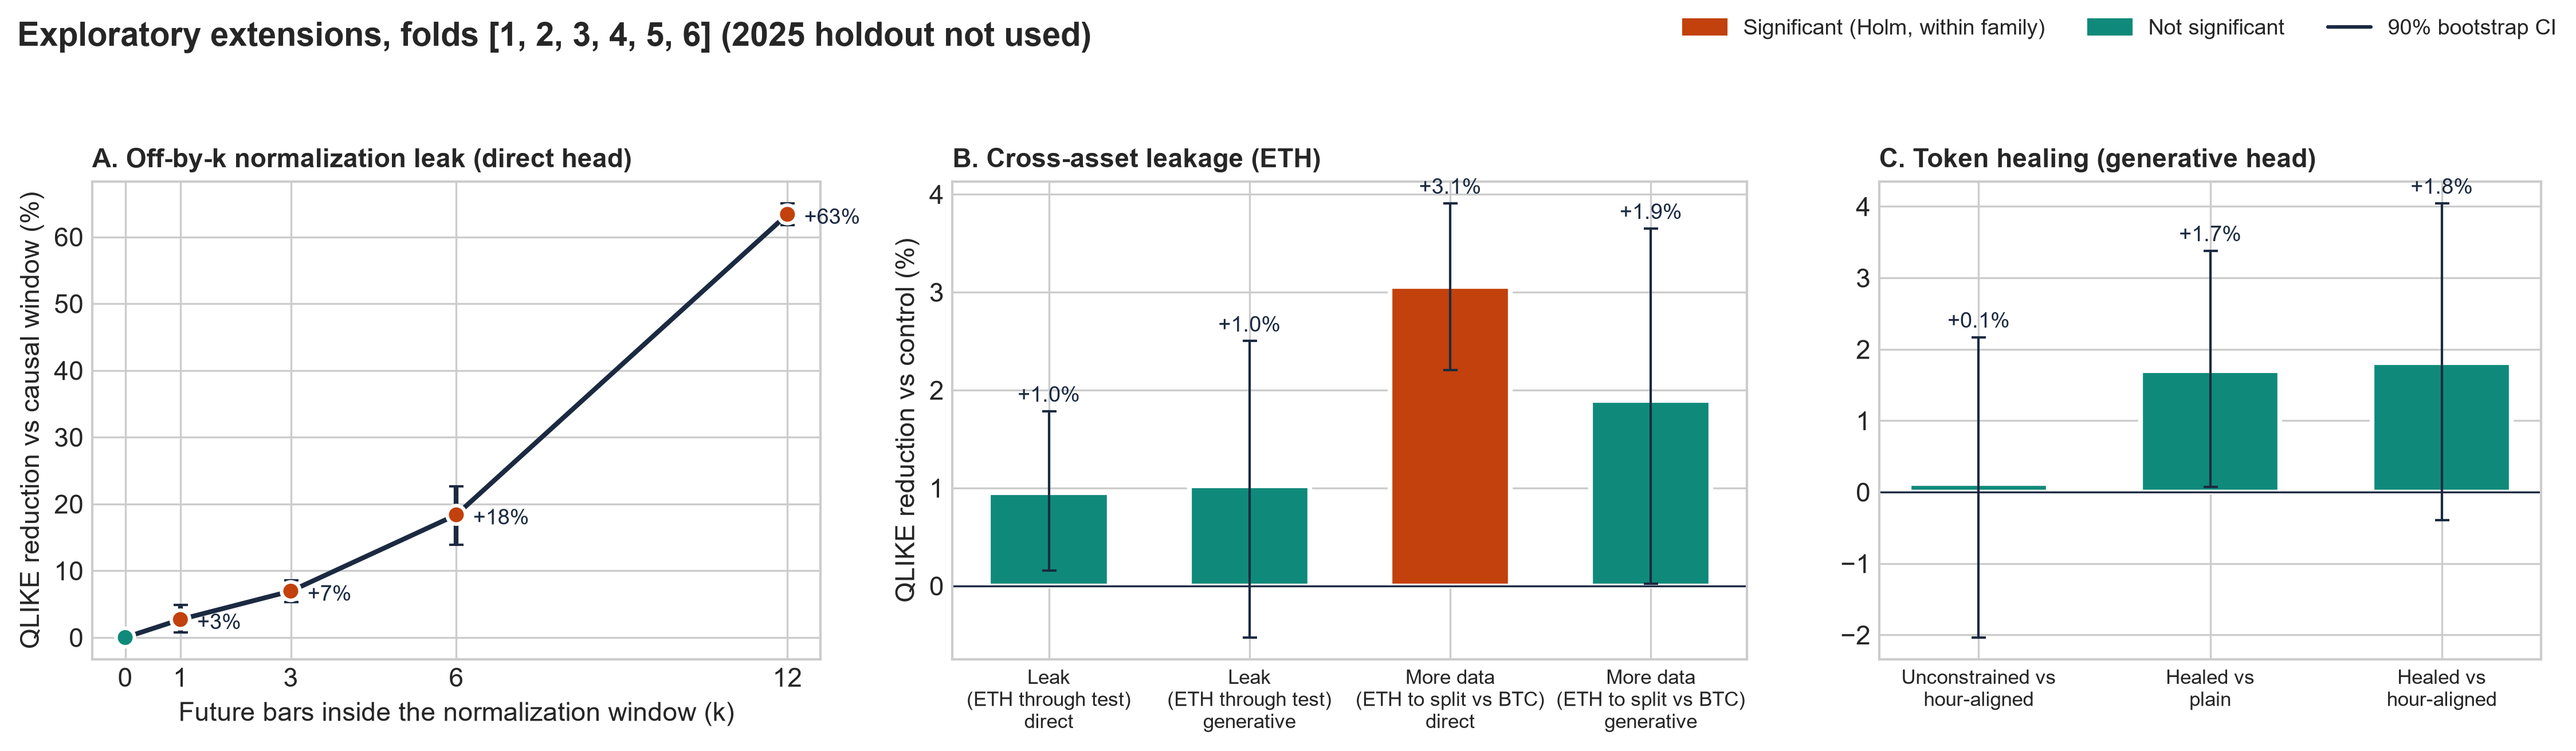 Exploratory extensions, folds [1, 2, 3, 4, 5, 6] (2025 holdout not used)
Significant (Holm, within family)
Not significant
90% bootstrap CI
A. Off-by-k normalization leak (direct head)
QLIKE reduction vs causal window (%)
60
50
40
30
20
10
0
+63%
+18%
+7%
+3%
0 1 3 6 12
Future bars inside the normalization window (k)
B. Cross-asset leakage (ETH)
QLIKE reduction vs control (%)
4
3
2
1
0
+1.0%
+1.0%
+3.1%
+1.9%
Leak
(ETH through test)
direct
Leak
(ETH through test)
generative
More data
(ETH to split vs BTC)
direct
More data
(ETH to split vs BTC)
generative
C. Token healing (generative head)
4
3
2
1
0
−1
−2
+0.1%
+1.7%
+1.8%
Unconstrained vs
hour-aligned
Healed vs
plain
Healed vs
hour-aligned